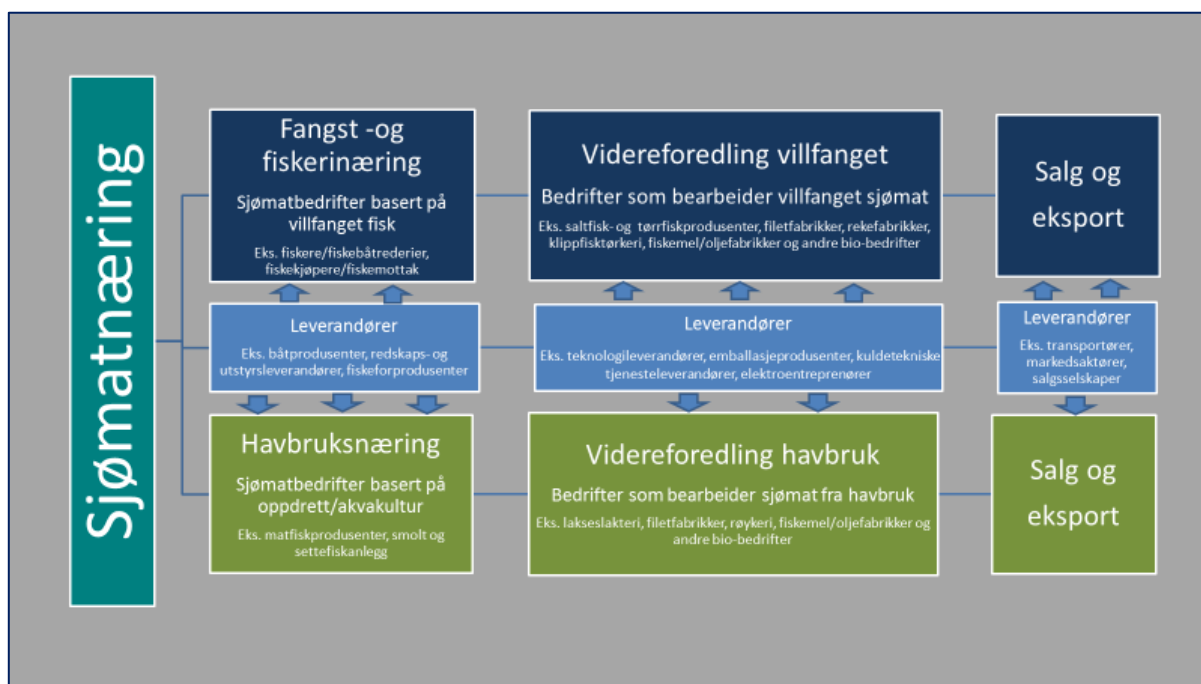 Sjømatnæring
Fangst -og
fiskerinæring
Sjømatbedrifter basert på
villfanget fisk
Eks. fiskere/fiskebåtrederier,
fiskekjøpere/fiskemottak
Videreforedling villfanget
Bedrifter som bearbeider villfanget sjømat
Eks. saltfisk- og tørrfiskprodusenter, filetfabrikker, rekefabrikker,
klippfisktørkeri, fiskemel/oljefabrikker og andre bio-bedrifter
Salg og
eksport
Leverandører
Eks. båtprodusenter, redskaps- og
utstyrsleverandører, fiskeforprodusenter
Leverandører
Eks. teknologileverandører, emballasjeprodusenter, kuldetekniske
tjenesteleverandører, elektroentreprenører
Leverandører
Eks. transportører,
markedsaktører,
salgsselskaper
Havbruksnæring
Sjømatbedrifter basert på
oppdrett/akvakultur
Eks. matfiskprodusenter, smolt og
settefiskanlegg
Videreforedling havbruk
Bedrifter som bearbeider sjømat fra havbruk
Eks. lakseslakteri, filetfabrikker, røykeri, fiskemel/oljefabrikker og
andre bio-bedrifter
Salg og
eksport